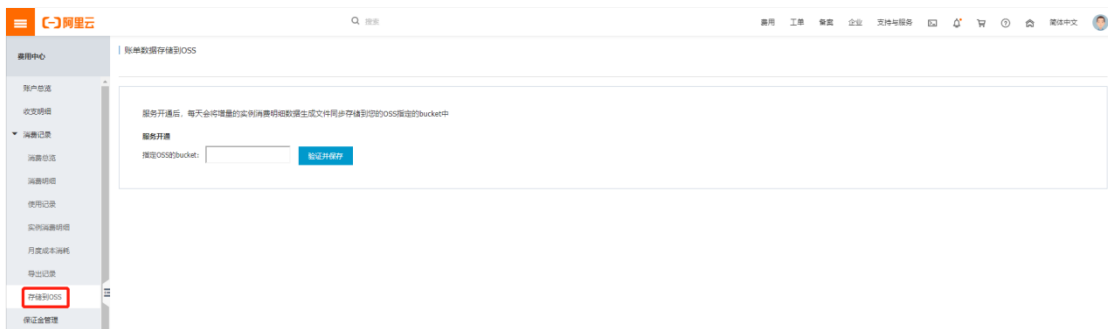 阿里云 搜索 费用 工单 备案 企业 支持与服务 简体中文
费用中心
账单数据存储到OSS
账户总览
收支明细
消费记录
消费总览
消费明细
使用记录
实例消费明细
月度成本消耗
导出记录
存储到OSS
保证金管理
服务开通后，每天会将增量的实例消费明细数据生成文件同步存储到您的OSS指定的bucket中
服务开通
指定OSS的bucket: 验证并保存